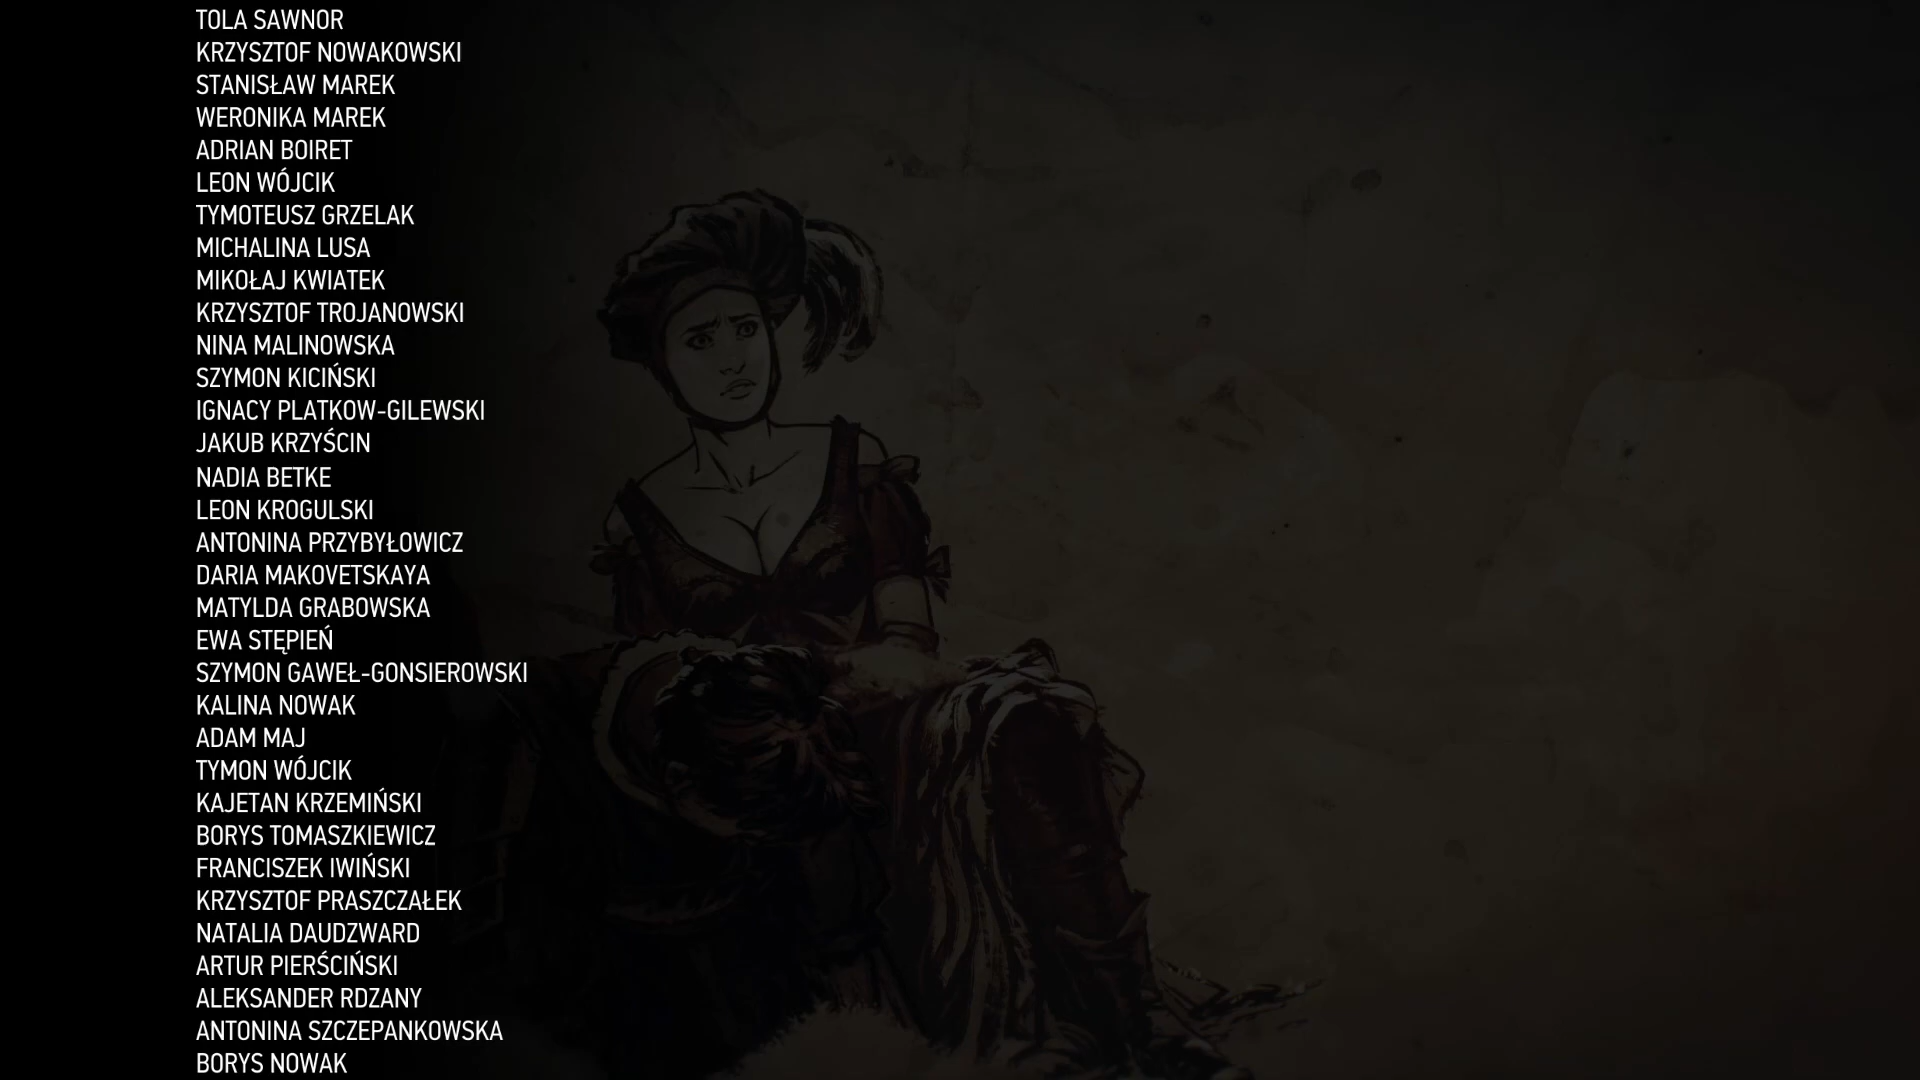 TOLA SAWNOR
KRZYSZTOF NOWAKOWSKI
STANISŁAW MAREK
WERONIKA MAREK
ADRIAN BOIRET
LEON WÓJCIK
TYMOTEUSZ GRZELAK
MICHALINA LUSA
MIKOŁAJ KWIATEK
KRZYSZTOF TROJANOWSKI
NINA MALINOWSKA
SZYMON KICIŃSKI
IGNACY PLATKOW-GILEWSKI
JAKUB KRZYŚCIN
NADIA BETKE
LEON KROGULSKI
ANTONINA PRZYBYŁOWICZ
DARIA MAKOVETSKAYA
MATYLDA GRABOWSKA
EWA STĘPIEŃ
SZYMON GAWEŁ-GONSIEROWSKI
KALINA NOWAK
ADAM MAJ
TYMON WÓJCIK
KAJETAN KRZEMIŃSKI
BORYS TOMASZKIEWICZ
FRANCISZEK IWIŃSKI
KRZYSZTOF PRASZCZAŁEK
NATALIA DAUDZWARD
ARTUR PIERŚCIŃSKI
ALEKSANDER RDZANY
ANTONINA SZCZEPANKOWSKA
BORYS NOWAK